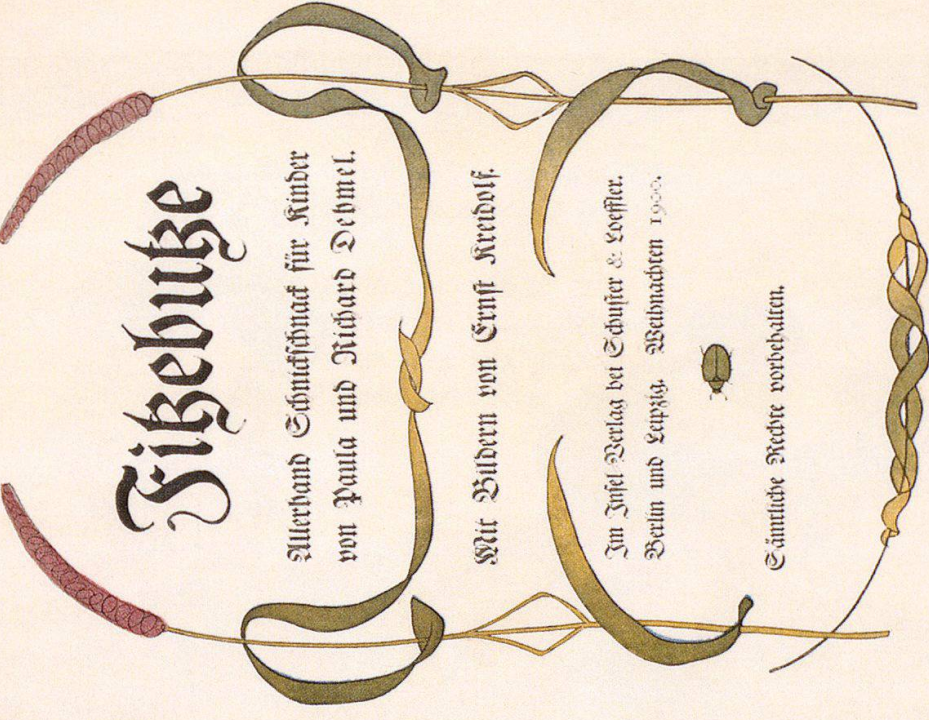 Fitzebutze
Allerhand Schnickschnack für Kinder
von Paula und Richard Dehmel.
Mit Bildern von Ernst Kreidolf.
Im Insel-Verlag bei Schuster & Loeffler.
Berlin und Leipzig. Weihnachten 1900.
Sämtliche Rechte vorbehalten.